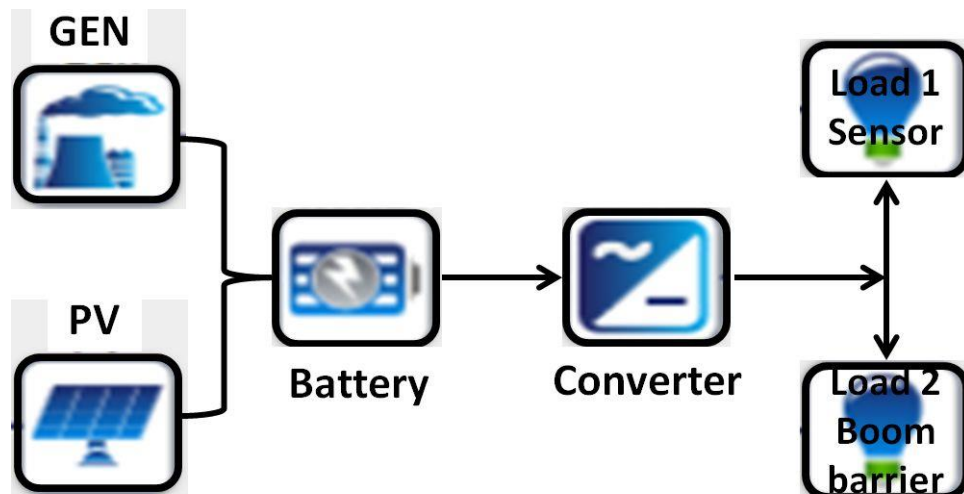 GEN
PV
Battery
Converter
Load 1
Sensor
Load 2
Boom
barrier